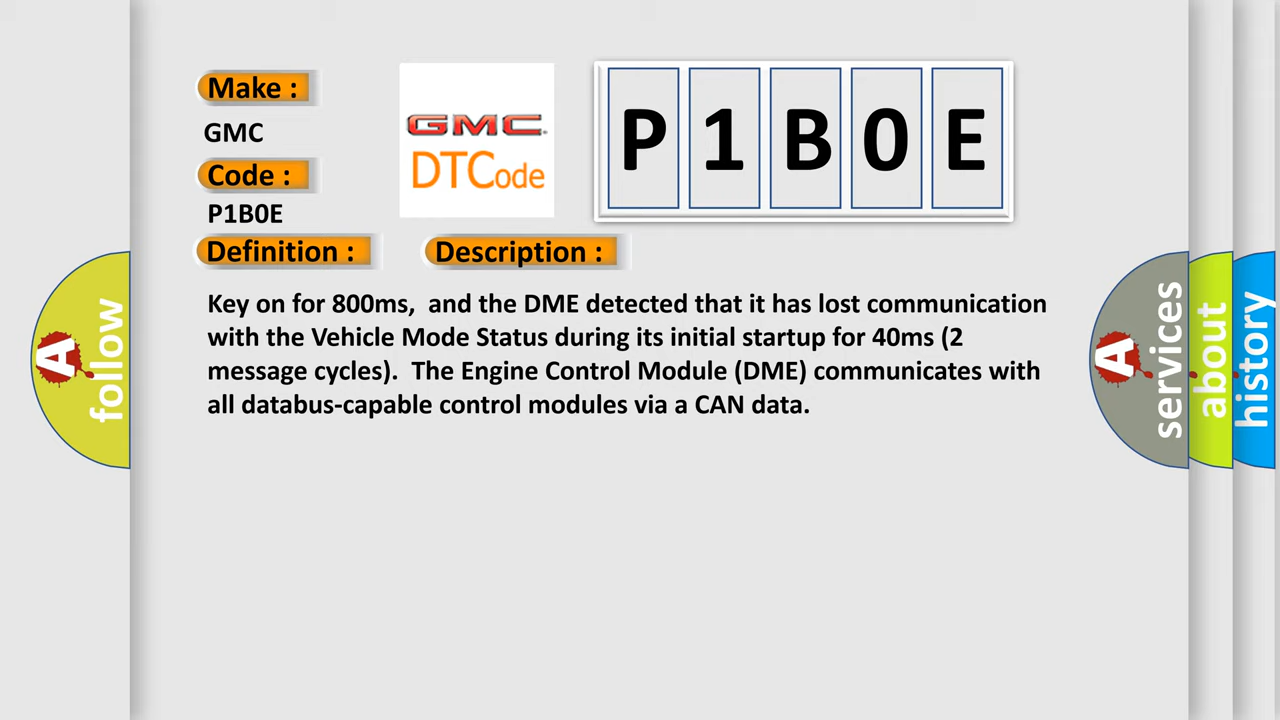 Make :
GMC
Code :
P1B0E
Definition :
Description :
GMC
DTCode
P1B0E
Key on for 800ms, and the DME detected that it has lost communication
with the Vehicle Mode Status during its initial startup for 40ms (2
message cycles) The Engine Control Module (DME) communicates with
all databus-capable control modules via a CAN data.
A
follow
A
services
about
history